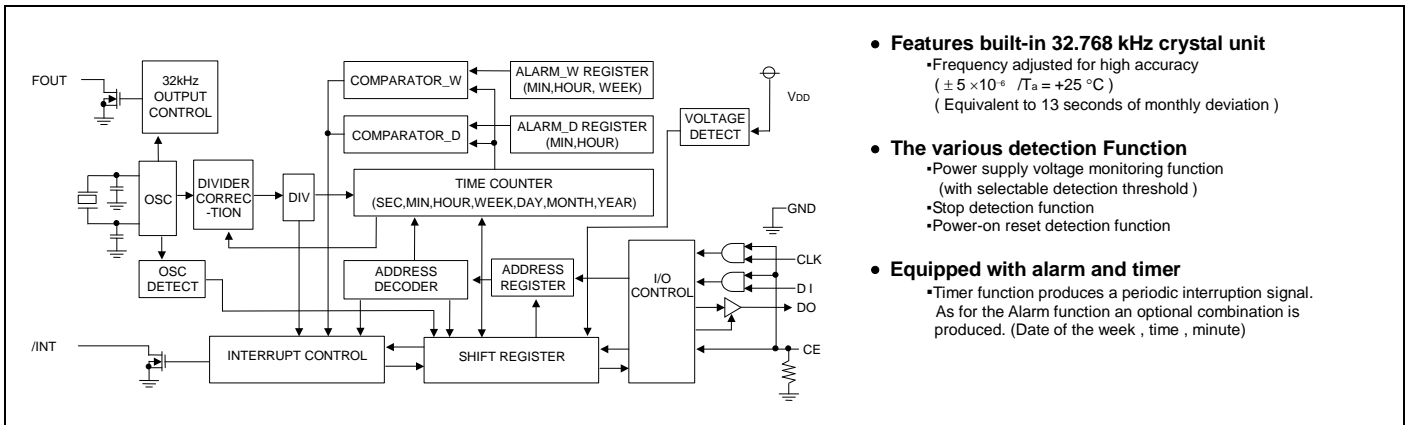 FOUT
32kHz
OUTPUT
CONTROL
COMPARATOR_W
ALARM_W REGISTER
(MIN,HOUR, WEEK)
COMPARATOR_D
ALARM_D REGISTER
(MIN,HOUR)
VOLTAGE
DETECT
VDD
OSC
DIVIDER
CORREC
-TION
DIV
TIME COUNTER
(SEC,MIN,HOUR,WEEK,DAY,MONTH,YEAR)
GND
OSC
DETECT
ADDRESS
DECODER
ADDRESS
REGISTER
I/O
CONTROL
CLK
D I
DO
CE
/INT
INTERRUPT CONTROL
SHIFT REGISTER
• Features built-in 32.768 kHz crystal unit
▪Frequency adjusted for high accuracy
( ± 5 ×10⁻⁶ /Ta = +25 °C )
( Equivalent to 13 seconds of monthly deviation )
• The various detection Function
▪Power supply voltage monitoring function
(with selectable detection threshold )
▪Stop detection function
▪Power-on reset detection function
• Equipped with alarm and timer
▪Timer function produces a periodic interruption signal.
As for the Alarm function an optional combination is
produced. (Date of the week , time , minute)